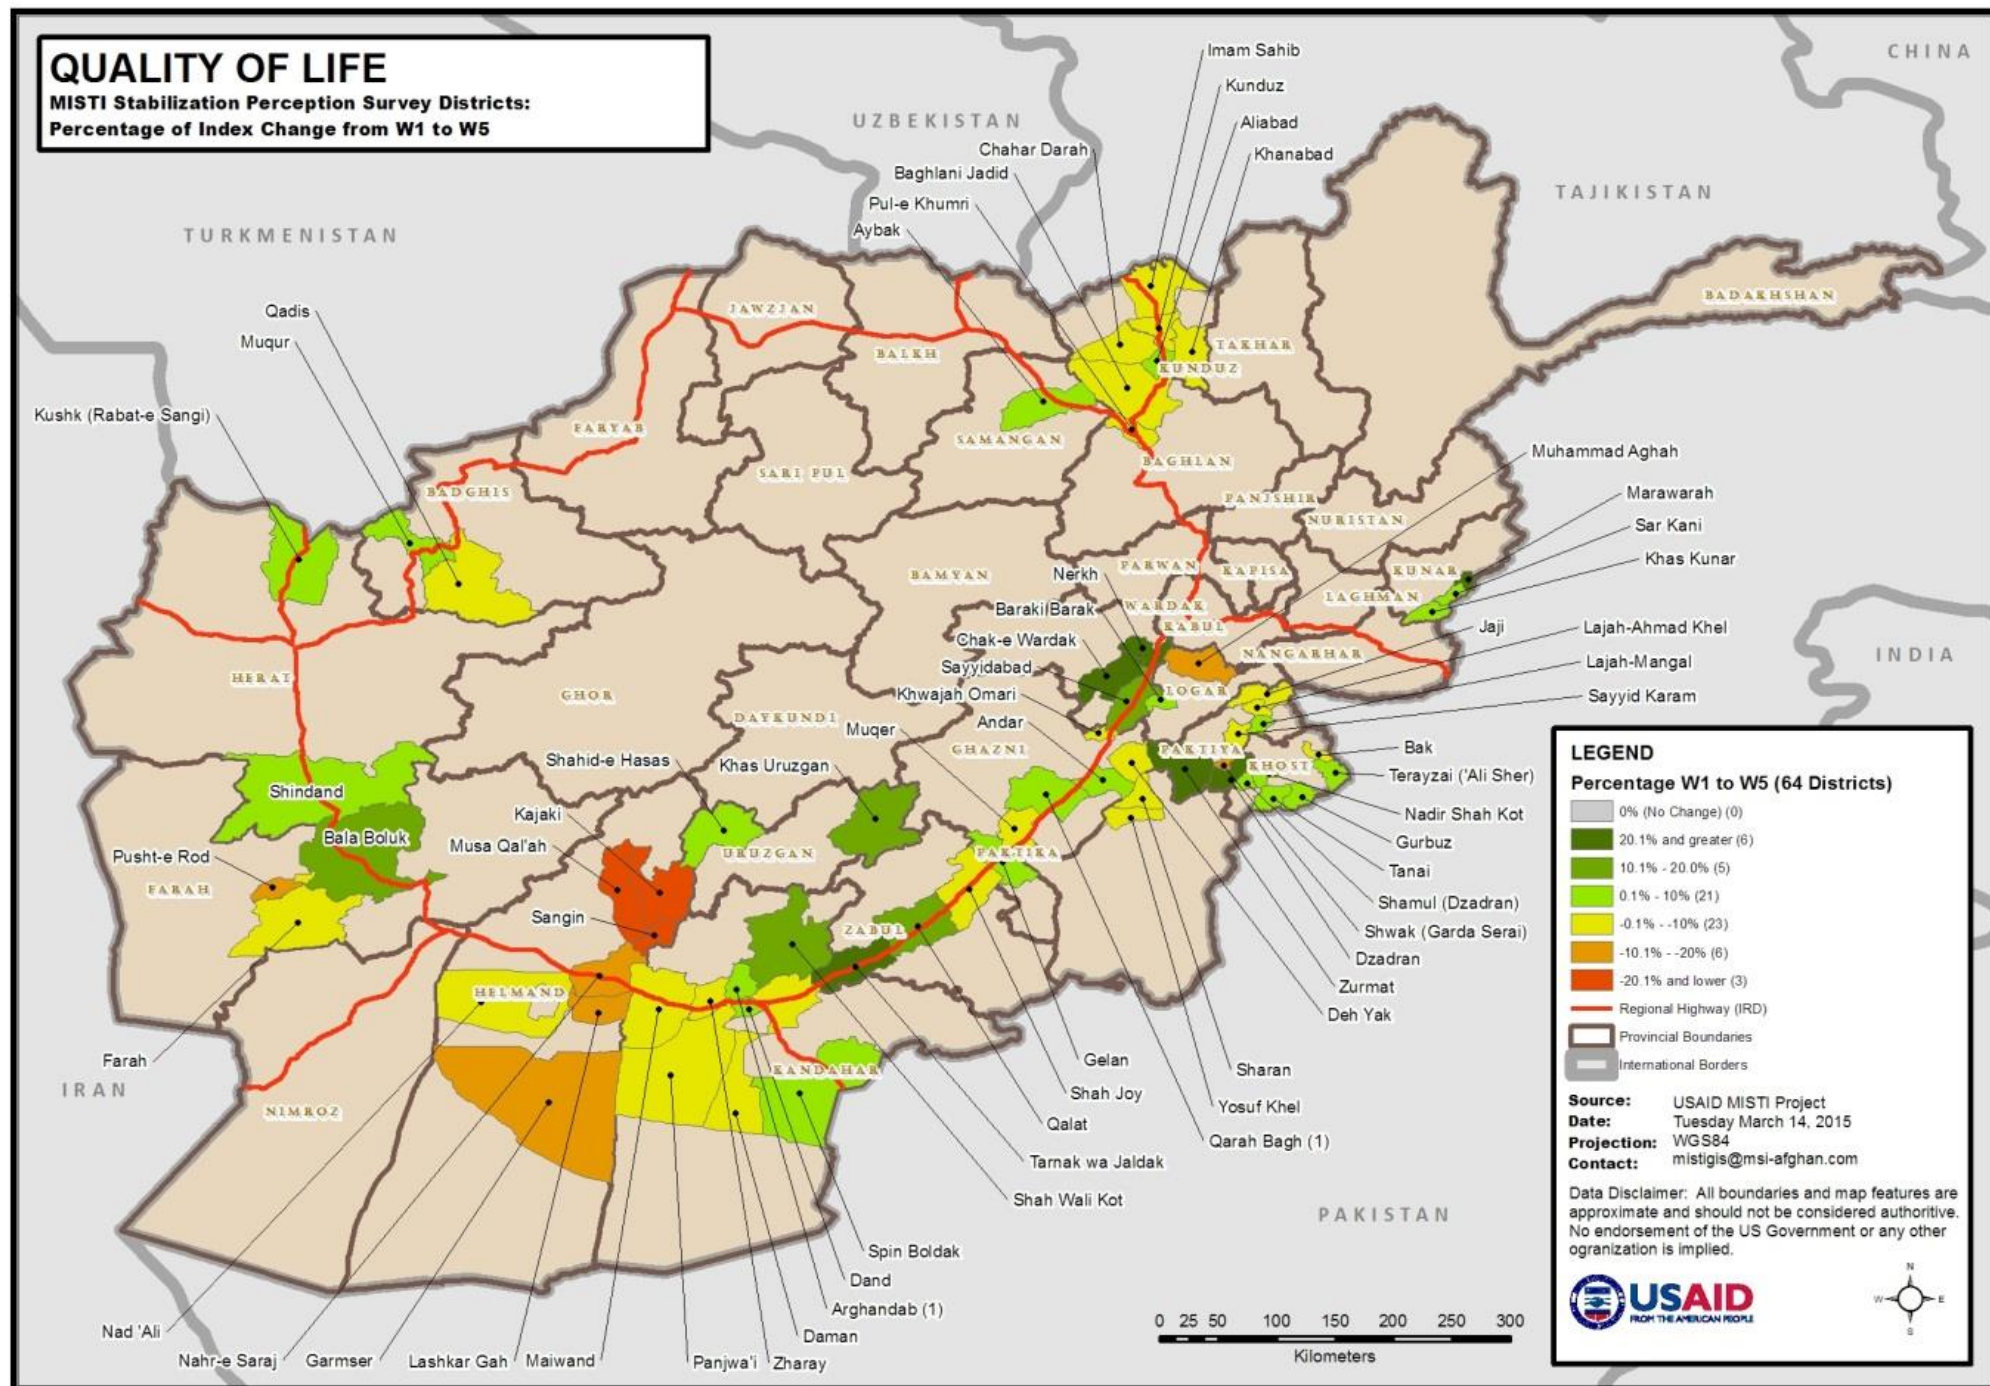 QUALITY OF LIFE
MISTI Stabilization Perception Survey Districts:
Percentage of Index Change from W1 to W5
CHINA
UZBEKISTAN
TAJIKISTAN
TURKMENISTAN
INDIA
IRAN
PAKISTAN
Imam Sahib
Kunduz
Aliabad
Khanabad
Chahar Darah
Baghlani Jadid
Pul-e Khumri
Aybak
Qadis
Muqur
Kushk (Rabat-e Sangi)
JAWZJAN
BALKH
TAKHAR
KUNDUZ
BADAKHSHAN
FARYAB
SAMANGAN
SARI PUL
BAGHLAN
BADGHIS
PANJSHIR
NURISTAN
Muhammad Aghah
Marawarah
Sar Kani
Khas Kunar
BAMYAN
PARWAN
KAPISA
KUNAR
LAGHMAN
WARDAK
KABUL
NANGARHAR
LOGAR
Nerkh
Baraki Barak
Chak-e Wardak
Sayyidabad
Khwajah Omari
Andar
Muqer
Jaji
Lajah-Ahmad Khel
Lajah-Mangal
Sayyid Karam
HERAT
GHOR
DAYKUNDI
GHAZNI
PAKTIYA
KHOST
Bak
Terayzai ('Ali Sher)
Nadir Shah Kot
Gurbuz
Tanai
Shamul (Dzadran)
Shwak (Garda Serai)
Dzadran
Zurmat
Deh Yak
Shahid-e Hasas
Khas Uruzgan
Shindand
Bala Boluk
Kajaki
Musa Qal'ah
Pusht-e Rod
FARAH
URUZGAN
PAKTIKA
Sangin
ZABUL
HELMAND
Farah
NIMROZ
KANDAHAR
Gelan
Sharan
Shah Joy
Yosuf Khel
Qalat
Qarah Bagh (1)
Tarnak wa Jaldak
Shah Wali Kot
Spin Boldak
Dand
Arghandab (1)
Daman
Nad 'Ali
Nahr-e Saraj
Garmser
Lashkar Gah
Maiwand
Panjwa'i
Zharay
0 25 50 100 150 200 250 300
Kilometers
LEGEND
Percentage W1 to W5 (64 Districts)
0% (No Change) (0)
20.1% and greater (6)
10.1% - 20.0% (5)
0.1% - 10% (21)
-0.1% - -10% (23)
-10.1% - -20% (6)
-20.1% and lower (3)
Regional Highway (IRD)
Provincial Boundaries
International Borders
Source: USAID MISTI Project
Date: Tuesday March 14, 2015
Projection: WGS84
Contact: mistigis@msi-afghan.com
Data Disclaimer: All boundaries and map features are
approximate and should not be considered authoritive.
No endorsement of the US Government or any other
ogranization is implied.
USAID
FROM THE AMERICAN PEOPLE
N
W E
S